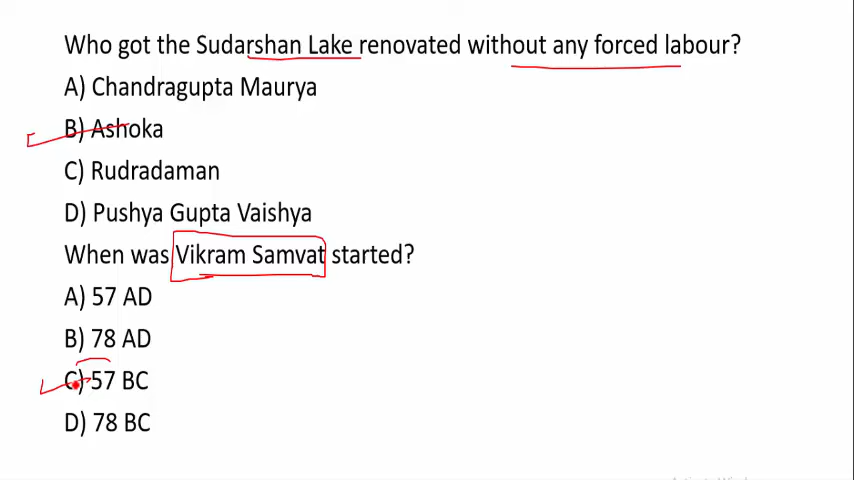 Who got the Sudarshan Lake renovated without any forced labour?
A) Chandragupta Maurya
B) Ashoka
C) Rudradaman
D) Pushya Gupta Vaishya
When was Vikram Samvat started?
A) 57 AD
B) 78 AD
C) 57 BC
D) 78 BC